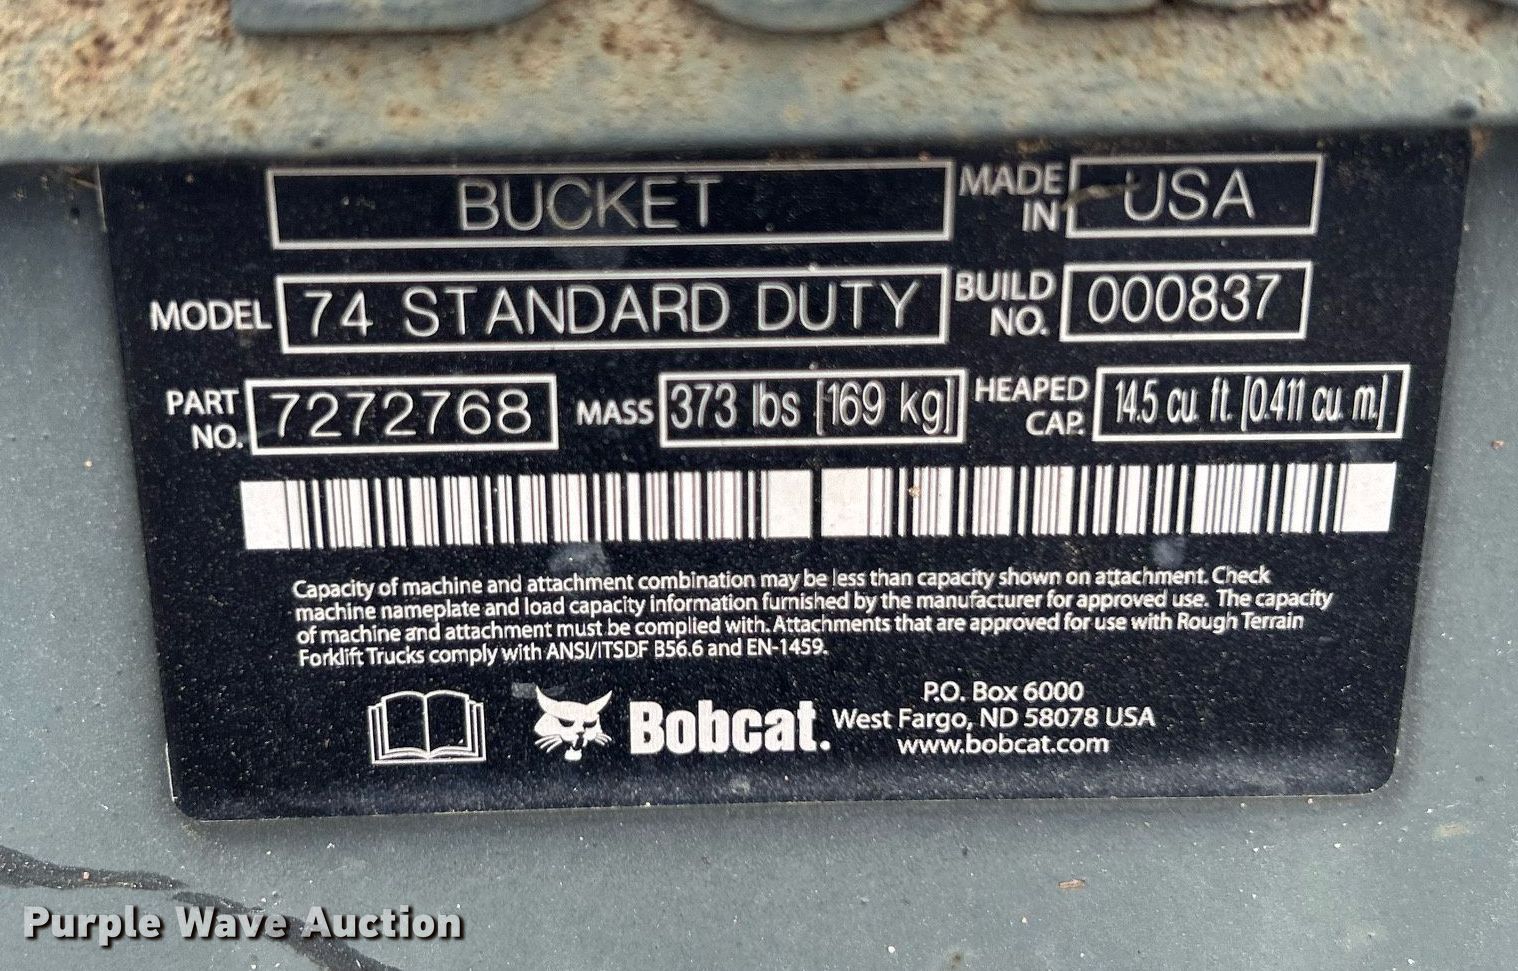 BUCKET
MADE IN USA
MODEL 74 STANDARD DUTY
BUILD NO. 000837
PART NO. 7272768
MASS 373 lbs [169 kg]
HEAPED CAP. 14.5 cu. ft. [0.411 cu. m.]
Capacity of machine and attachment combination may be less than capacity shown on attachment. Check
machine nameplate and load capacity information furnished by the manufacturer for approved use. The capacity
of machine and attachment must be complied with. Attachments that are approved for use with Rough Terrain
Forklift Trucks comply with ANSI/ITSDF B56.6 and EN-1459.
Bobcat.
P.O. Box 6000
West Fargo, ND 58078 USA
www.bobcat.com
Purple Wave Auction